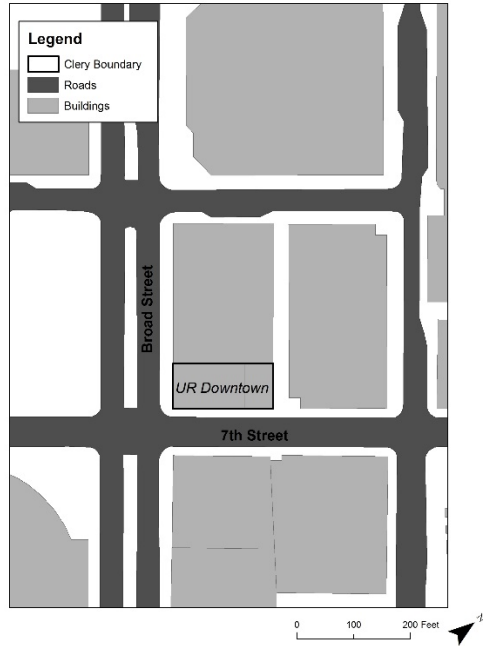 Legend
Clery Boundary
Roads
Buildings
Broad Street
UR Downtown
7th Street
0 100 200 Feet
N